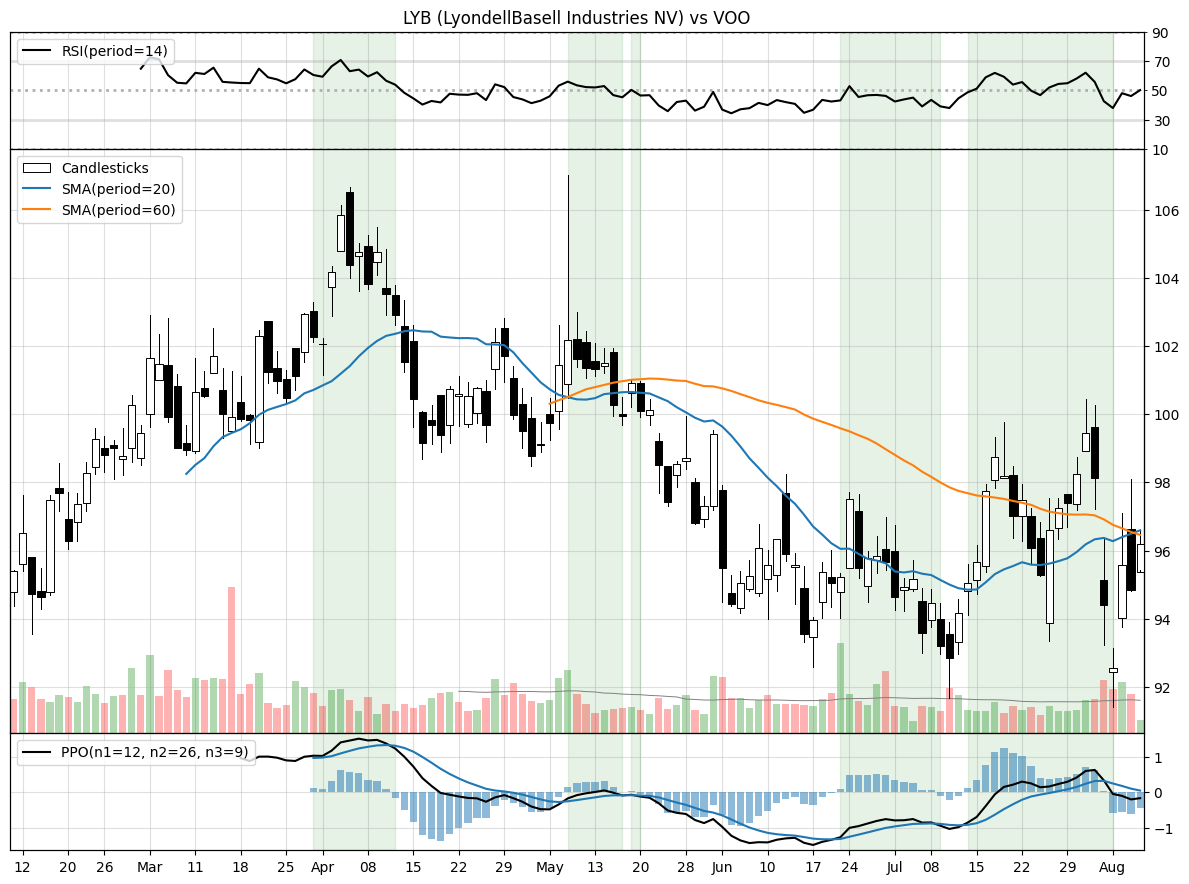 LYB (LyondellBasell Industries NV) vs VOO
RSI(period=14)
90
70
50
30
10
Candlesticks
SMA(period=20)
SMA(period=60)
106
104
102
100
98
96
94
92
PPO(n1=12, n2=26, n3=9)
1
0
−1
12 20 26 Mar 11 18 25 Apr 08 15 22 29 May 13 20 28 Jun 10 17 24 Jul 08 15 22 29 Aug